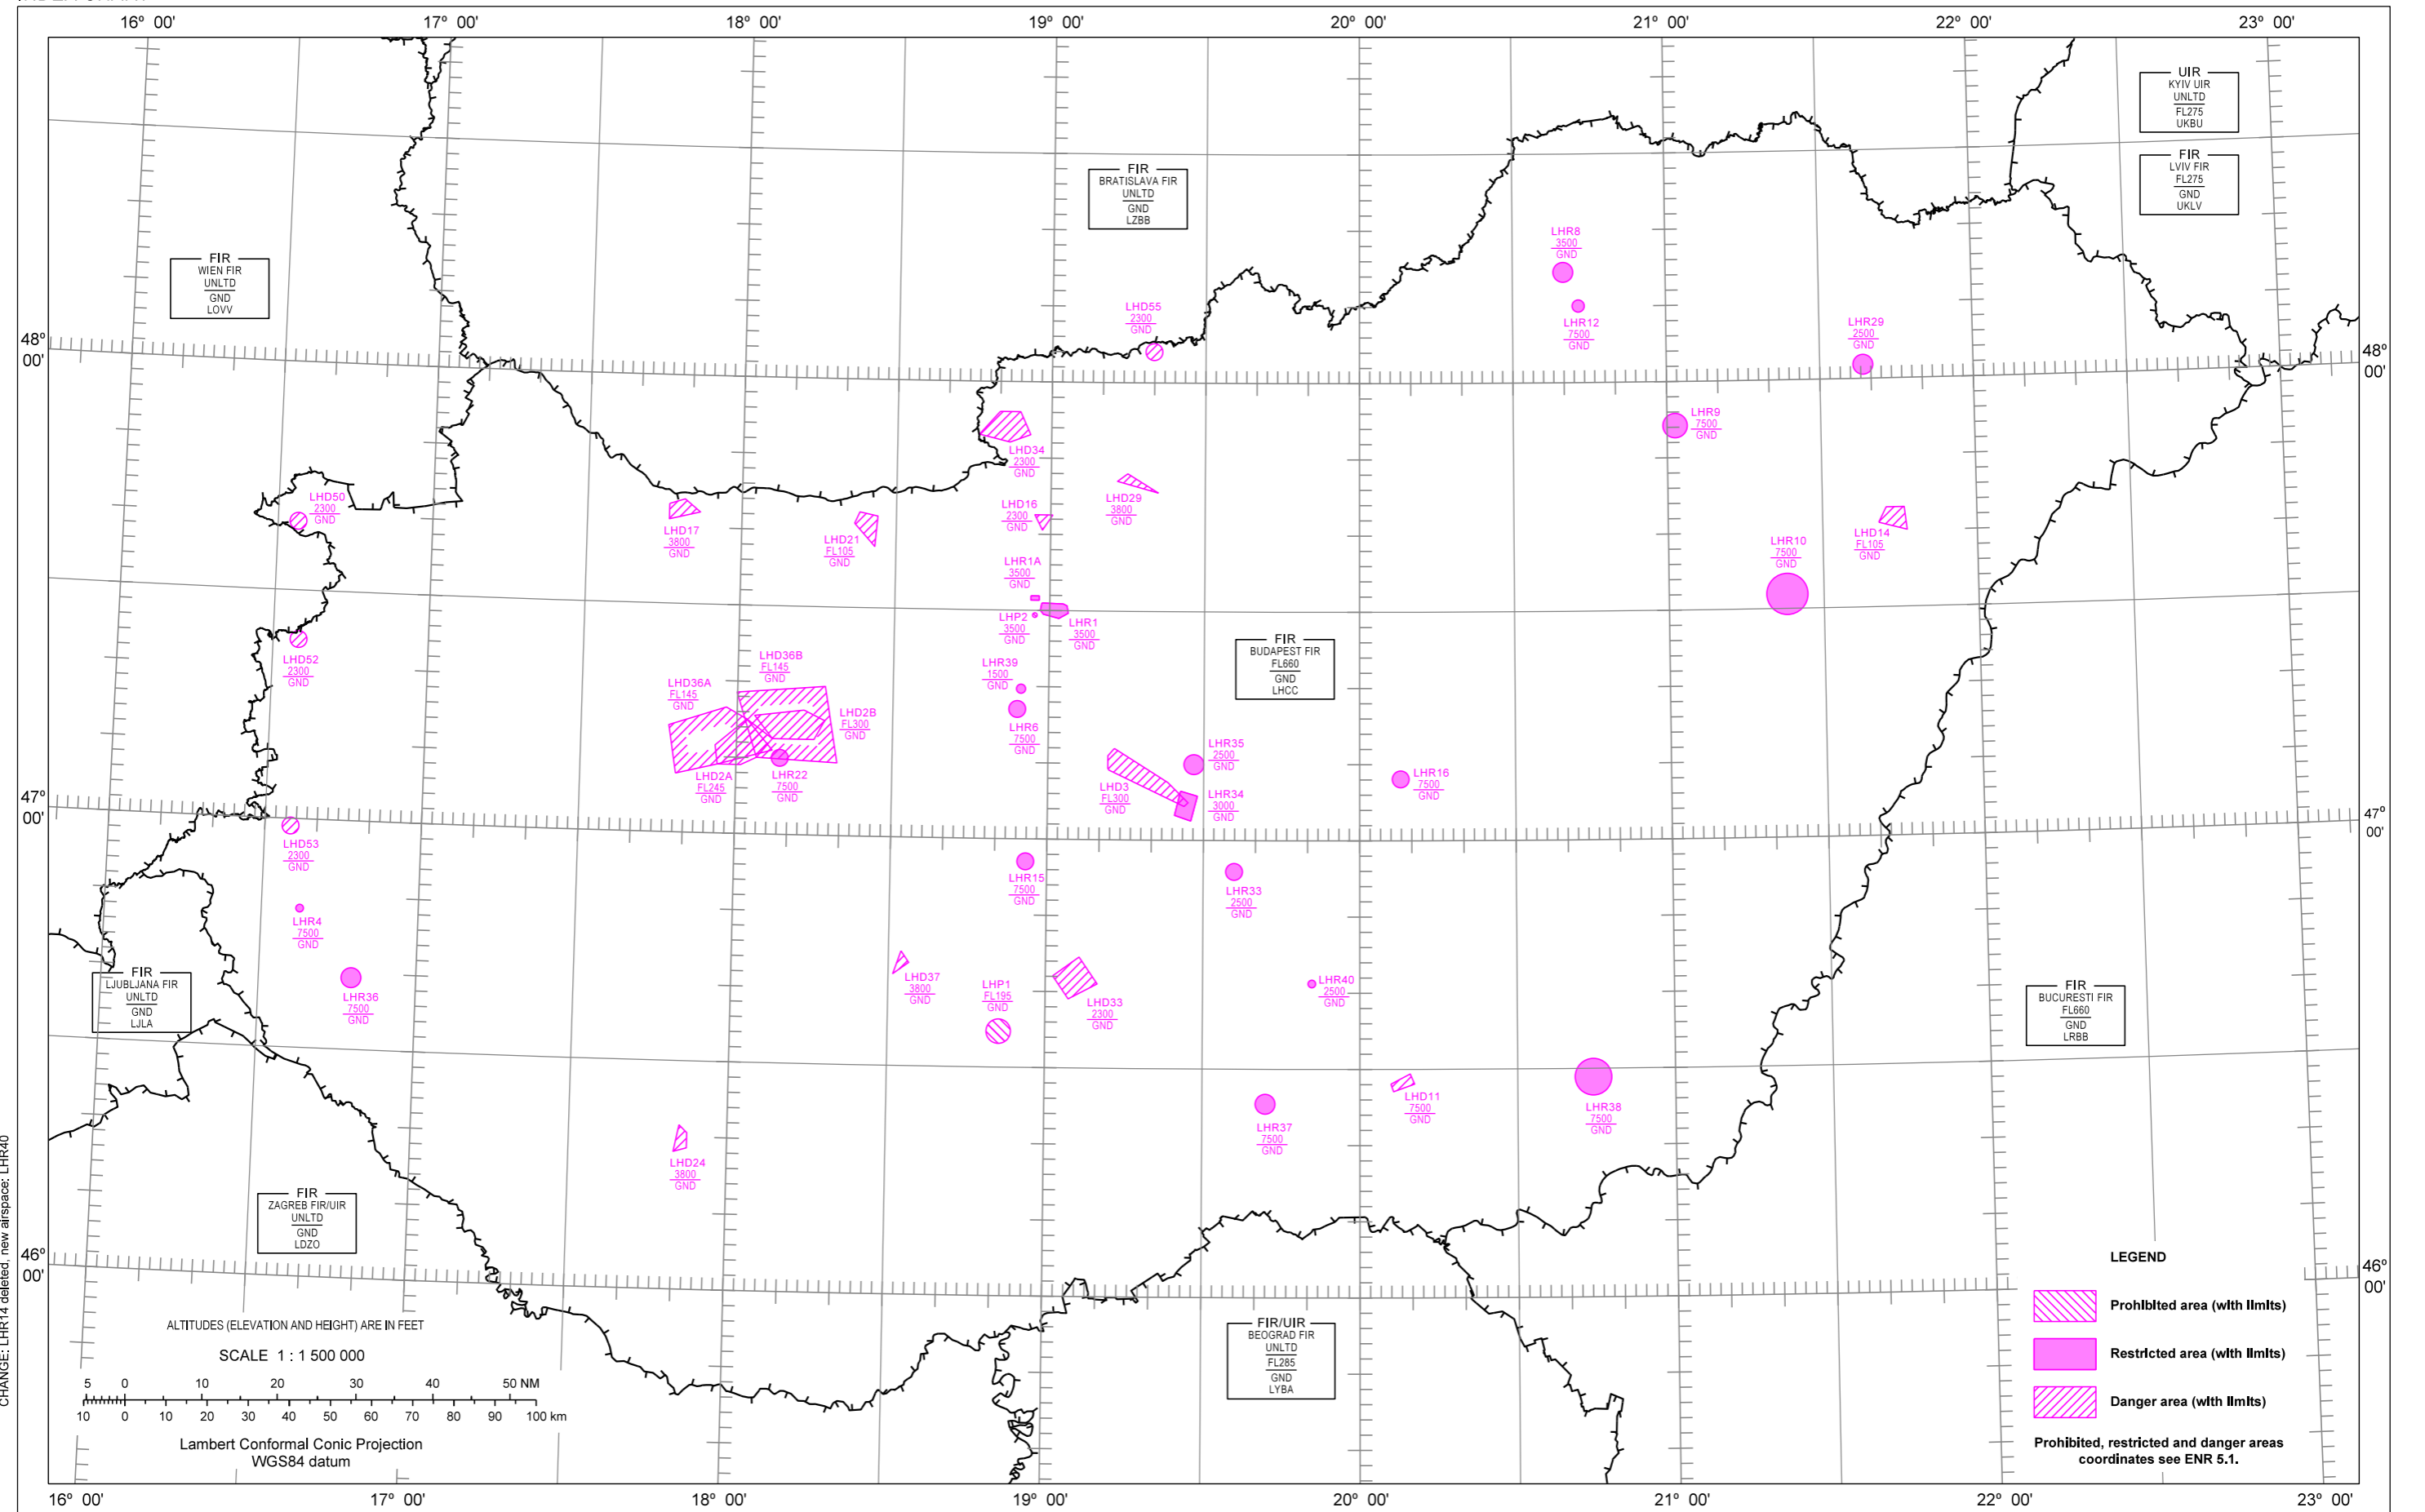 16° 00'
17° 00'
18° 00'
19° 00'
20° 00'
21° 00'
22° 00'
23° 00'
UIR
KYIV UIR
UNLTD
FL275
UKBU
FIR
LVIV FIR
FL275
GND
UKLV
FIR
BRATISLAVA FIR
UNLTD
GND
LZBB
FIR
WIEN FIR
UNLTD
GND
LOVV
LHR8
3500
GND
LHR12
7500
GND
LHD55
2300
GND
LHR29
2500
GND
48°
00'
48°
00'
LHR9
7500
GND
LHD34
2300
GND
LHD50
2300
GND
LHD17
3800
GND
LHD21
FL105
GND
LHD16
2300
GND
LHD29
3800
GND
LHR10
7500
GND
LHD14
FL105
GND
LHR1A
3500
GND
LHP2
3500
GND
LHR1
3500
GND
LHD52
2300
GND
LHD36B
FL145
GND
LHD36A
FL145
GND
LHD2B
FL300
GND
LHR39
1500
GND
LHR6
7500
GND
FIR
BUDAPEST FIR
FL660
GND
LHCC
LHD2A
FL245
GND
LHR22
7500
GND
LHR35
2500
GND
LHD3
FL300
GND
LHR34
3000
GND
LHR16
7500
GND
47°
00'
47°
00'
LHD53
2300
GND
LHR15
7500
GND
LHR33
2500
GND
LHR4
7500
GND
LHR36
7500
GND
LHD37
3800
GND
LHP1
FL195
GND
LHD33
2300
GND
LHR40
2500
GND
FIR
LJUBLJANA FIR
UNLTD
GND
LJLA
FIR
BUCURESTI FIR
FL660
GND
LRBB
LHR37
7500
GND
LHD11
7500
GND
LHR38
7500
GND
LHD24
3800
GND
FIR
ZAGREB FIR/UIR
UNLTD
GND
LDZO
46°
00'
46°
00'
FIR/UIR
BEOGRAD FIR
UNLTD
FL285
GND
LYBA
CHANGE: LHR14 deleted, new airspace: LHR40
ALTITUDES (ELEVATION AND HEIGHT) ARE IN FEET
SCALE 1 : 1 500 000
5 0 10 20 30 40 50 NM
10 0 10 20 30 40 50 60 70 80 90 100 km
Lambert Conformal Conic Projection
WGS84 datum
LEGEND
Prohibited area (with limits)
Restricted area (with limits)
Danger area (with limits)
Prohibited, restricted and danger areas
coordinates see ENR 5.1.
16° 00'
17° 00'
18° 00'
19° 00'
20° 00'
21° 00'
22° 00'
23° 00'